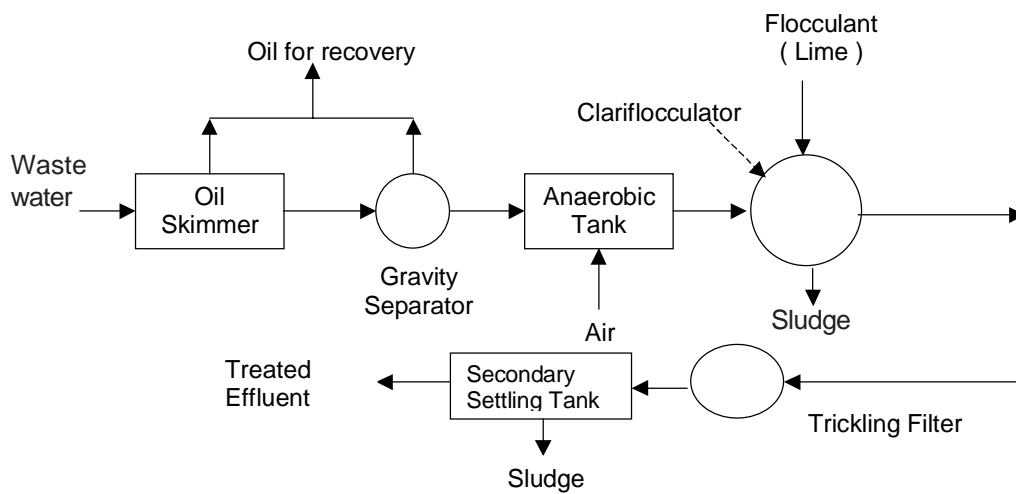 Flocculant
( Lime )
Oil for recovery
Clariflocculator
Waste
water
Oil
Skimmer
Anaerobic
Tank
Gravity
Separator
Sludge
Air
Treated
Effluent
Secondary
Settling Tank
Trickling Filter
Sludge